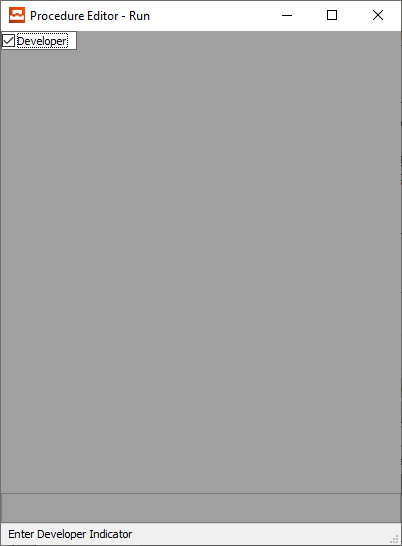 Procedure Editor - Run
Developer
Enter Developer Indicator